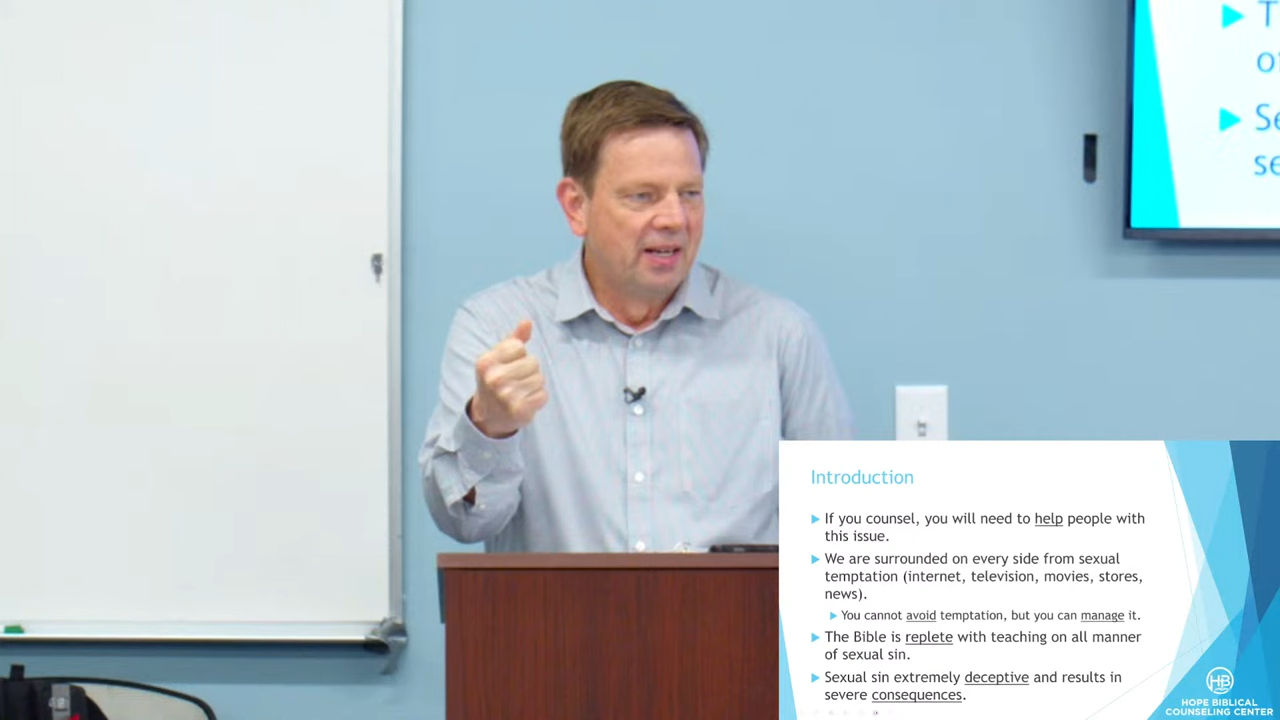 Introduction
▶ If you counsel, you will need to help people with
this issue.
▶ We are surrounded on every side from sexual
temptation (internet, television, movies, stores,
news).
▶ You cannot avoid temptation, but you can manage it.
▶ The Bible is replete with teaching on all manner
of sexual sin.
▶ Sexual sin extremely deceptive and results in
severe consequences.
HB
HOPE BIBLICAL
COUNSELING CENTER